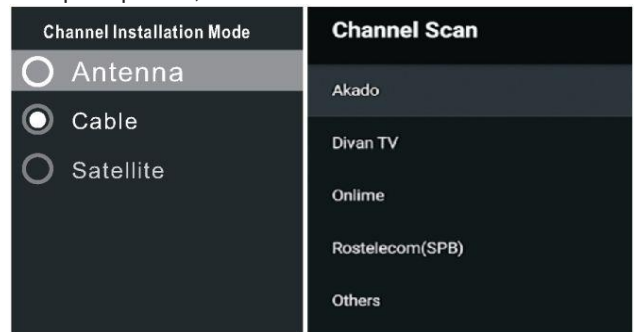 Channel Installation Mode
Antenna
Cable
Satellite
Channel Scan
Akado
Divan TV
Onlime
Rostelecom(SPB)
Others